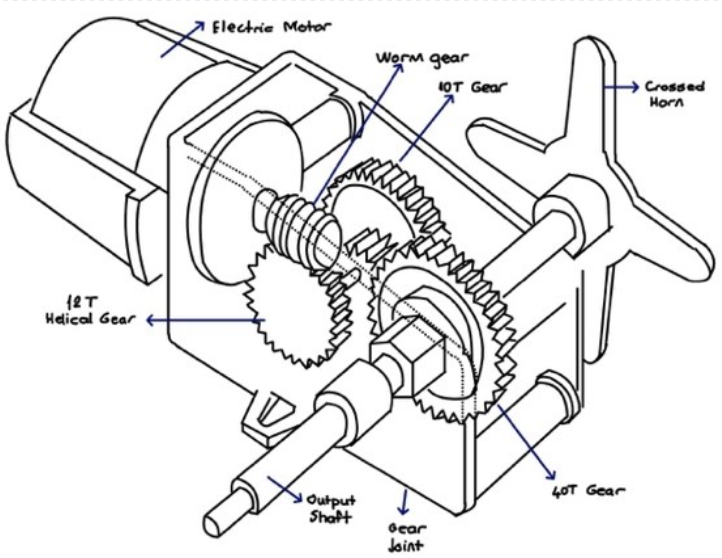 Electric Motor
Worm gear
10T Gear
Crossed
Horn
12T
Helical Gear
40T Gear
Output
Shaft
Gear
Joint